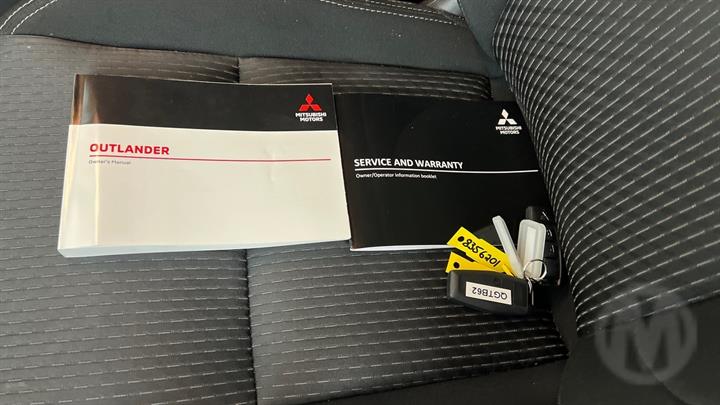 MITSUBISHI
MOTORS
OUTLANDER
Owner's Manual
MITSUBISHI
MOTORS
SERVICE AND WARRANTY
Owner/Operator information booklet
QGTB62
M